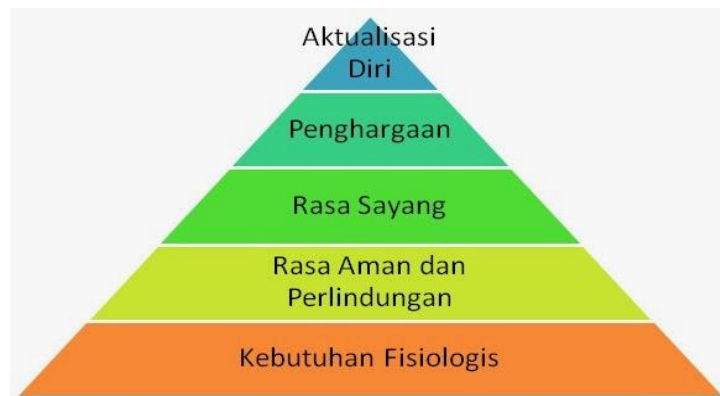 Aktualisasi
Diri
Penghargaan
Rasa Sayang
Rasa Aman dan
Perlindungan
Kebutuhan Fisiologis